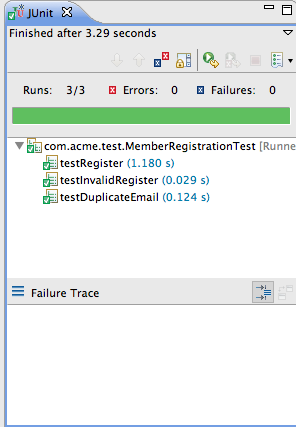 JUnit
Finished after 3.29 seconds
Runs: 3/3 Errors: 0 Failures: 0
com.acme.test.MemberRegistrationTest [Runne
testRegister (1.180 s)
testInvalidRegister (0.029 s)
testDuplicateEmail (0.124 s)
Failure Trace